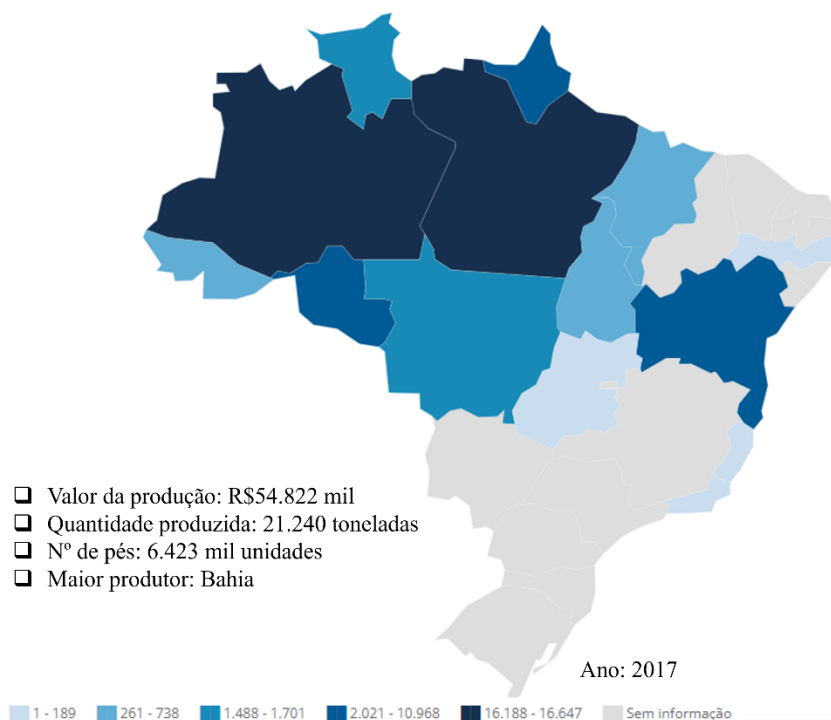 Valor da produção: R$54.822 mil
Quantidade produzida: 21.240 toneladas
Nº de pés: 6.423 mil unidades
Maior produtor: Bahia
Ano: 2017
1 - 189 261 - 738 1.488 - 1.701 2.021 - 10.968 16.188 - 16.647 Sem informação